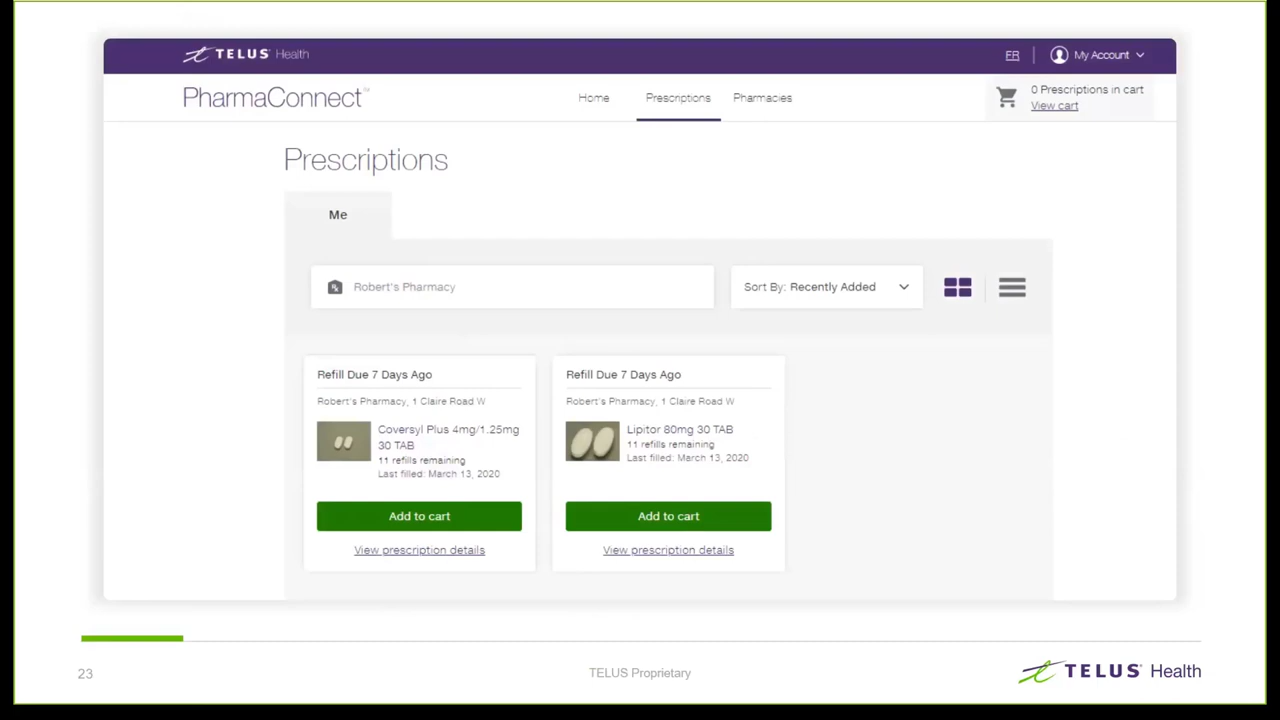 TELUS Health
FR
My Account
PharmaConnect™
Home
Prescriptions
Pharmacies
0 Prescriptions in cart
View cart
Prescriptions
Me
Robert's Pharmacy
Sort By: Recently Added
Refill Due 7 Days Ago
Robert's Pharmacy, 1 Claire Road W
Coversyl Plus 4mg/1.25mg
30 TAB
11 refills remaining
Last filled: March 13, 2020
Add to cart
View prescription details
Refill Due 7 Days Ago
Robert's Pharmacy, 1 Claire Road W
Lipitor 80mg 30 TAB
11 refills remaining
Last filled: March 13, 2020
Add to cart
View prescription details
23
TELUS Proprietary
TELUS Health